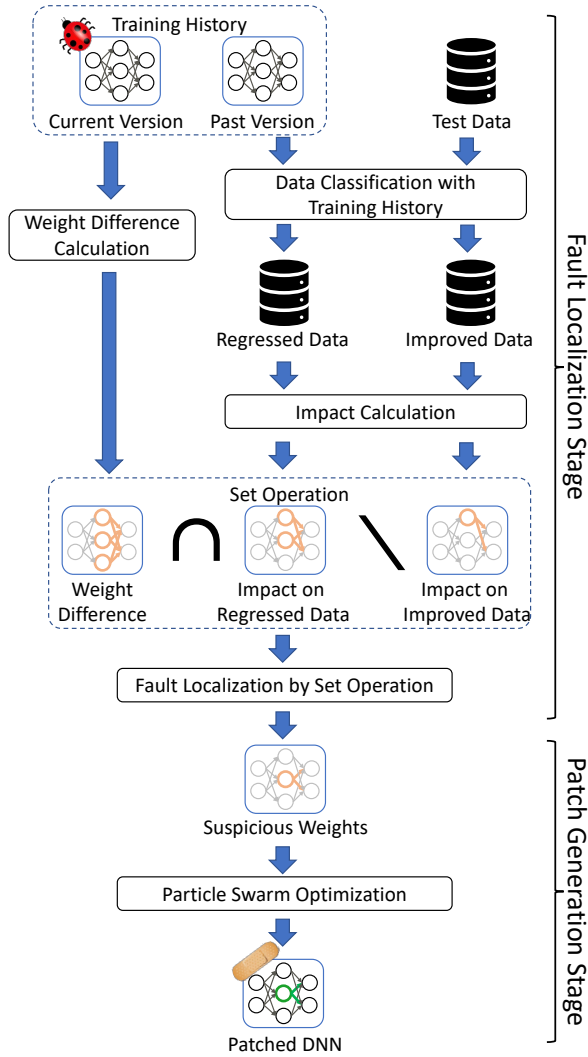 Training History
Current Version
Past Version
Test Data
Data Classification with
Training History
Weight Difference
Calculation
Regressed Data
Improved Data
Impact Calculation
Set Operation
Weight
Difference
∩
Impact on
Regressed Data
\
Impact on
Improved Data
Fault Localization by Set Operation
Fault Localization Stage
Suspicious Weights
Particle Swarm Optimization
Patched DNN
Patch Generation Stage